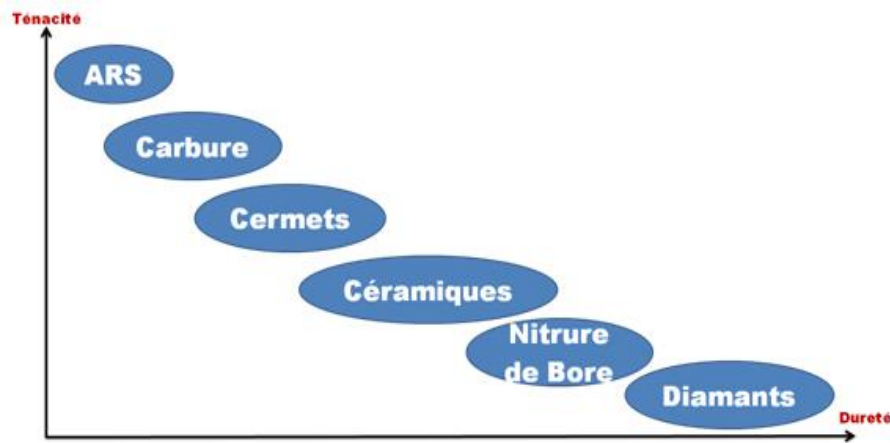 Ténacité
ARS
Carbure
Cermets
Céramiques
Nitrure
de Bore
Diamants
Dureté